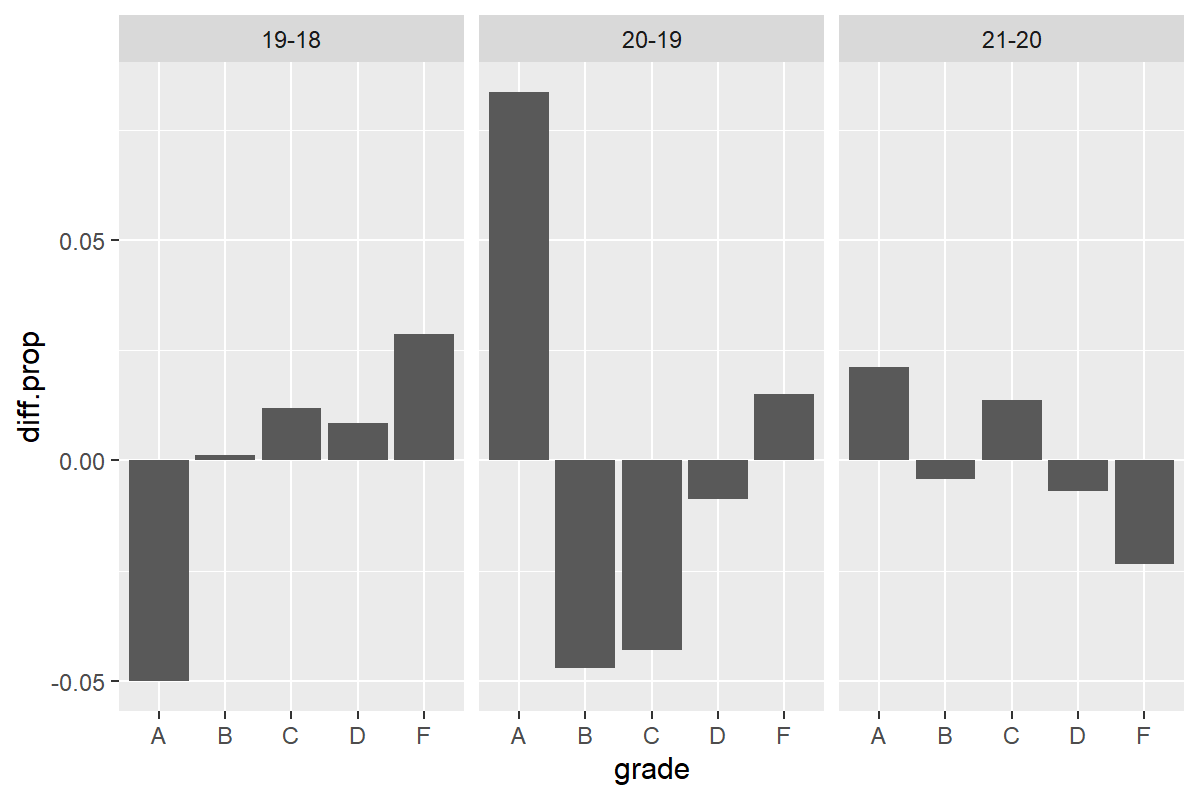 19-18 20-19 21-20
0.05
0.00
-0.05
diff.prop
A B C D F A B C D F A B C D F
grade